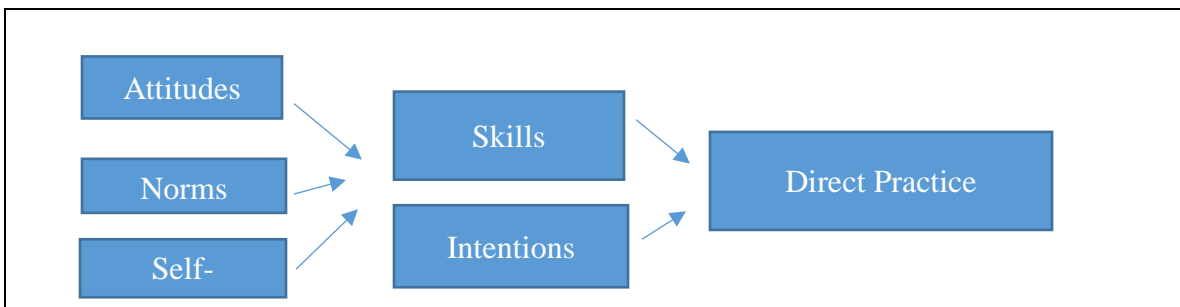 Attitudes
Norms
Self-
Skills
Intentions
Direct Practice